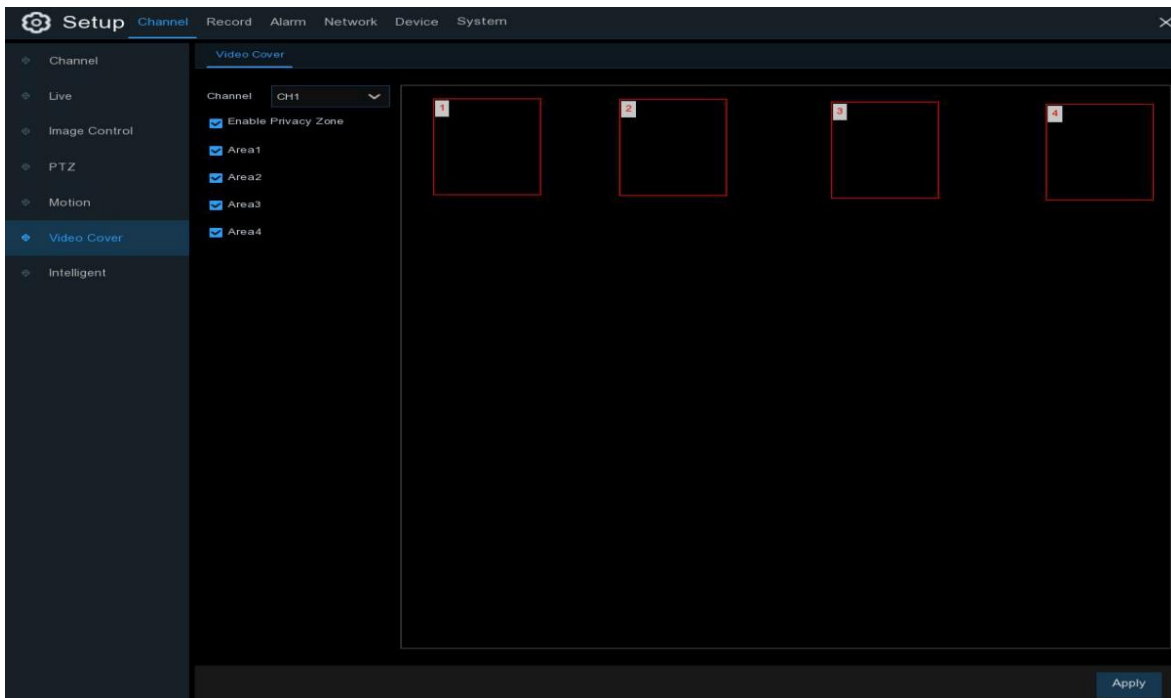 Setup Channel Record Alarm Network Device System
Channel
Live
Image Control
PTZ
Motion
Video Cover
Intelligent
Video Cover
Channel CH1
Enable Privacy Zone
Area1
Area2
Area3
Area4
1 2 3 4
Apply